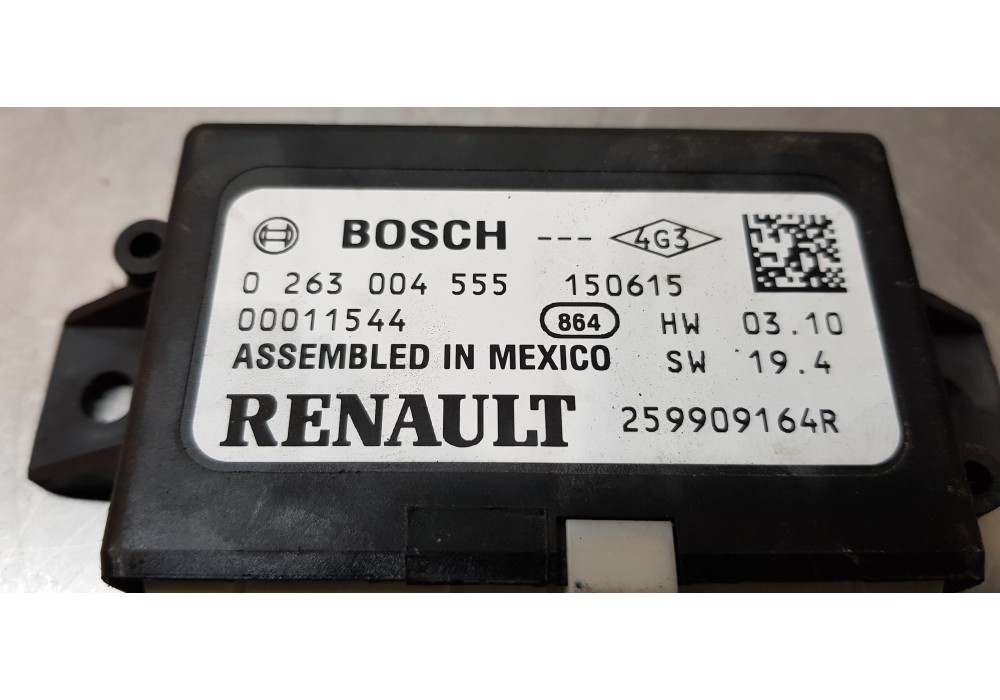 BOSCH --- 4G3
0 263 004 555 150615
00011544 864 HW 03.10
ASSEMBLED IN MEXICO SW 19.4
RENAULT 259909164R